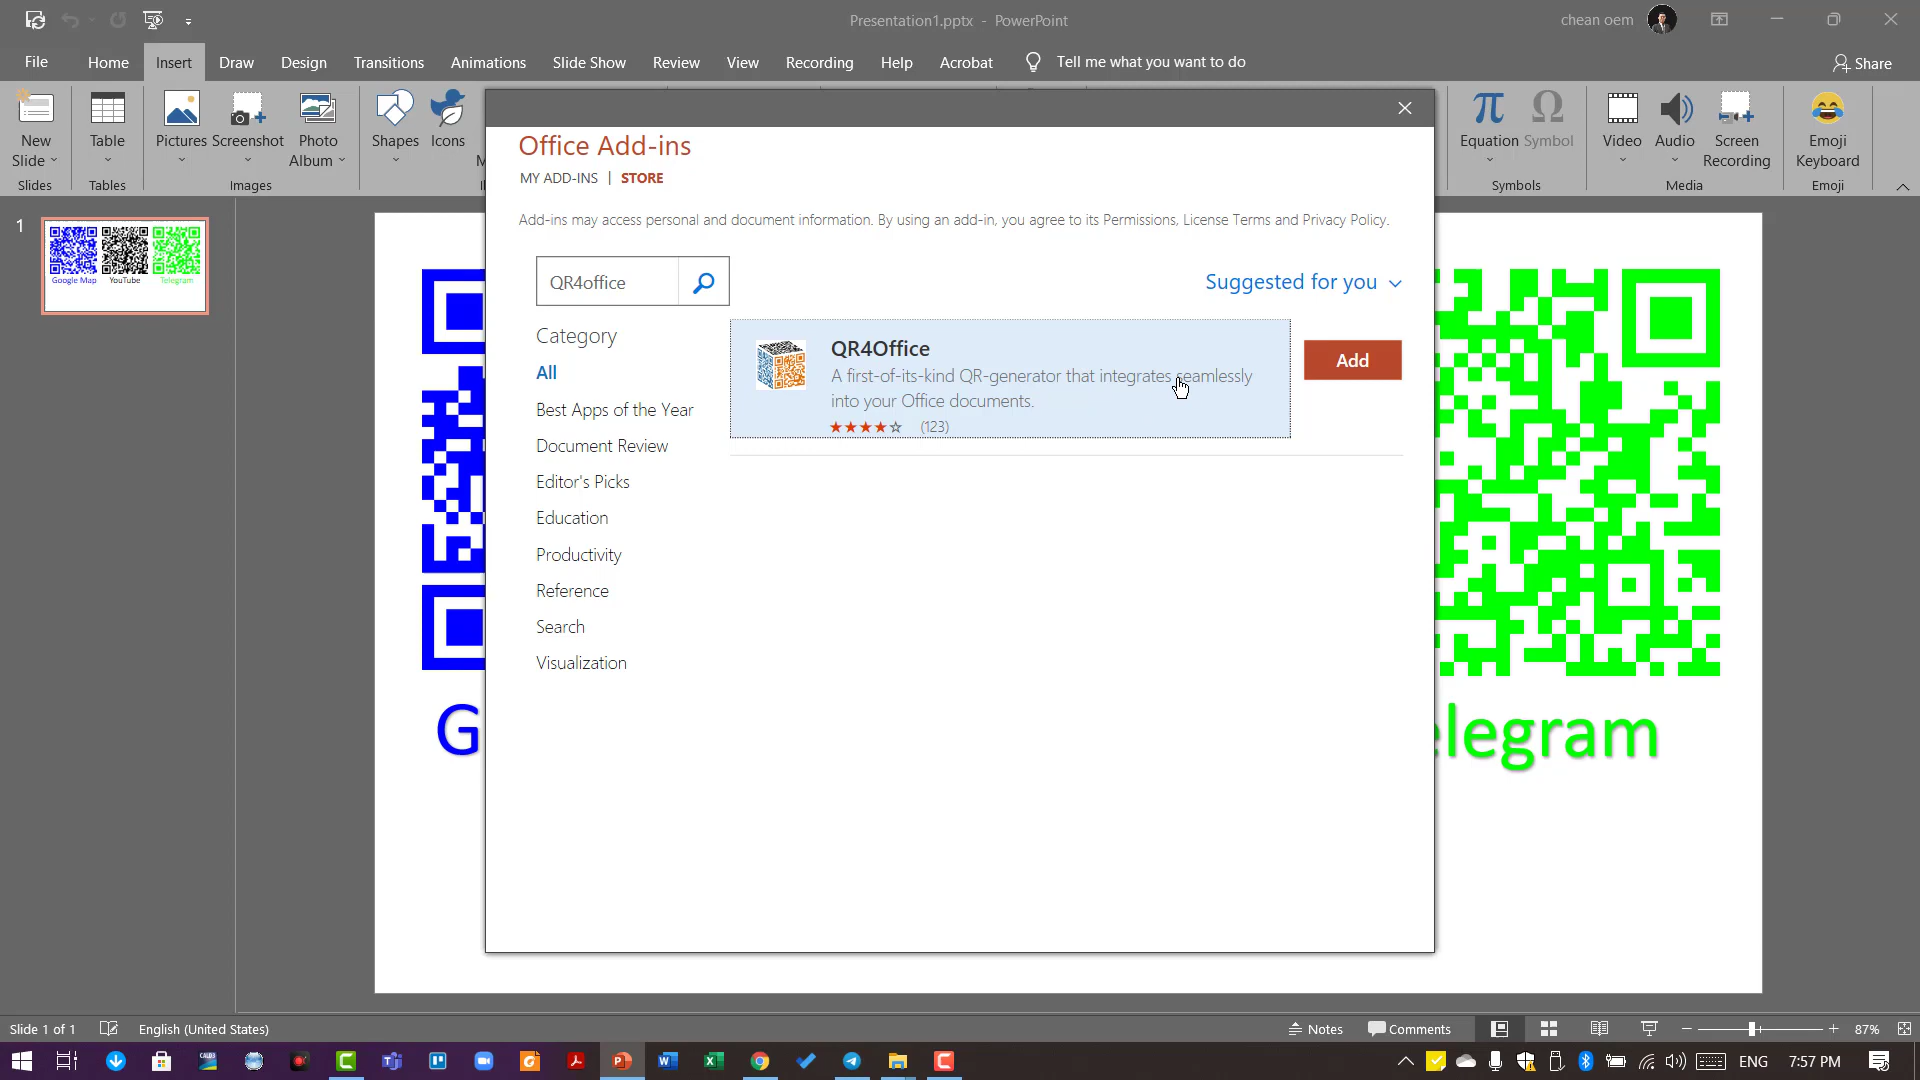 Presentation1.pptx - PowerPoint
chean oem
File Home Insert Draw Design Transitions Animations Slide Show Review View Recording Help Acrobat Tell me what you want to do Share
New Slide
Slides
Table
Tables
Pictures
Screenshot
Photo Album
Images
Shapes
Icons
M
Equation
Symbol
Symbols
Video
Audio
Screen Recording
Media
Emoji Keyboard
Emoji
1
Google Map YouTube Telegram
Office Add-ins
MY ADD-INS | STORE
Add-ins may access personal and document information. By using an add-in, you agree to its Permissions, License Terms and Privacy Policy.
QR4office
Suggested for you
Category
All
Best Apps of the Year
Document Review
Editor's Picks
Education
Productivity
Reference
Search
Visualization
QR4Office
A first-of-its-kind QR-generator that integrates seamlessly
into your Office documents.
(123)
Add
G
elegram
Slide 1 of 1 English (United States) Notes Comments 87%
ENG 7:57 PM